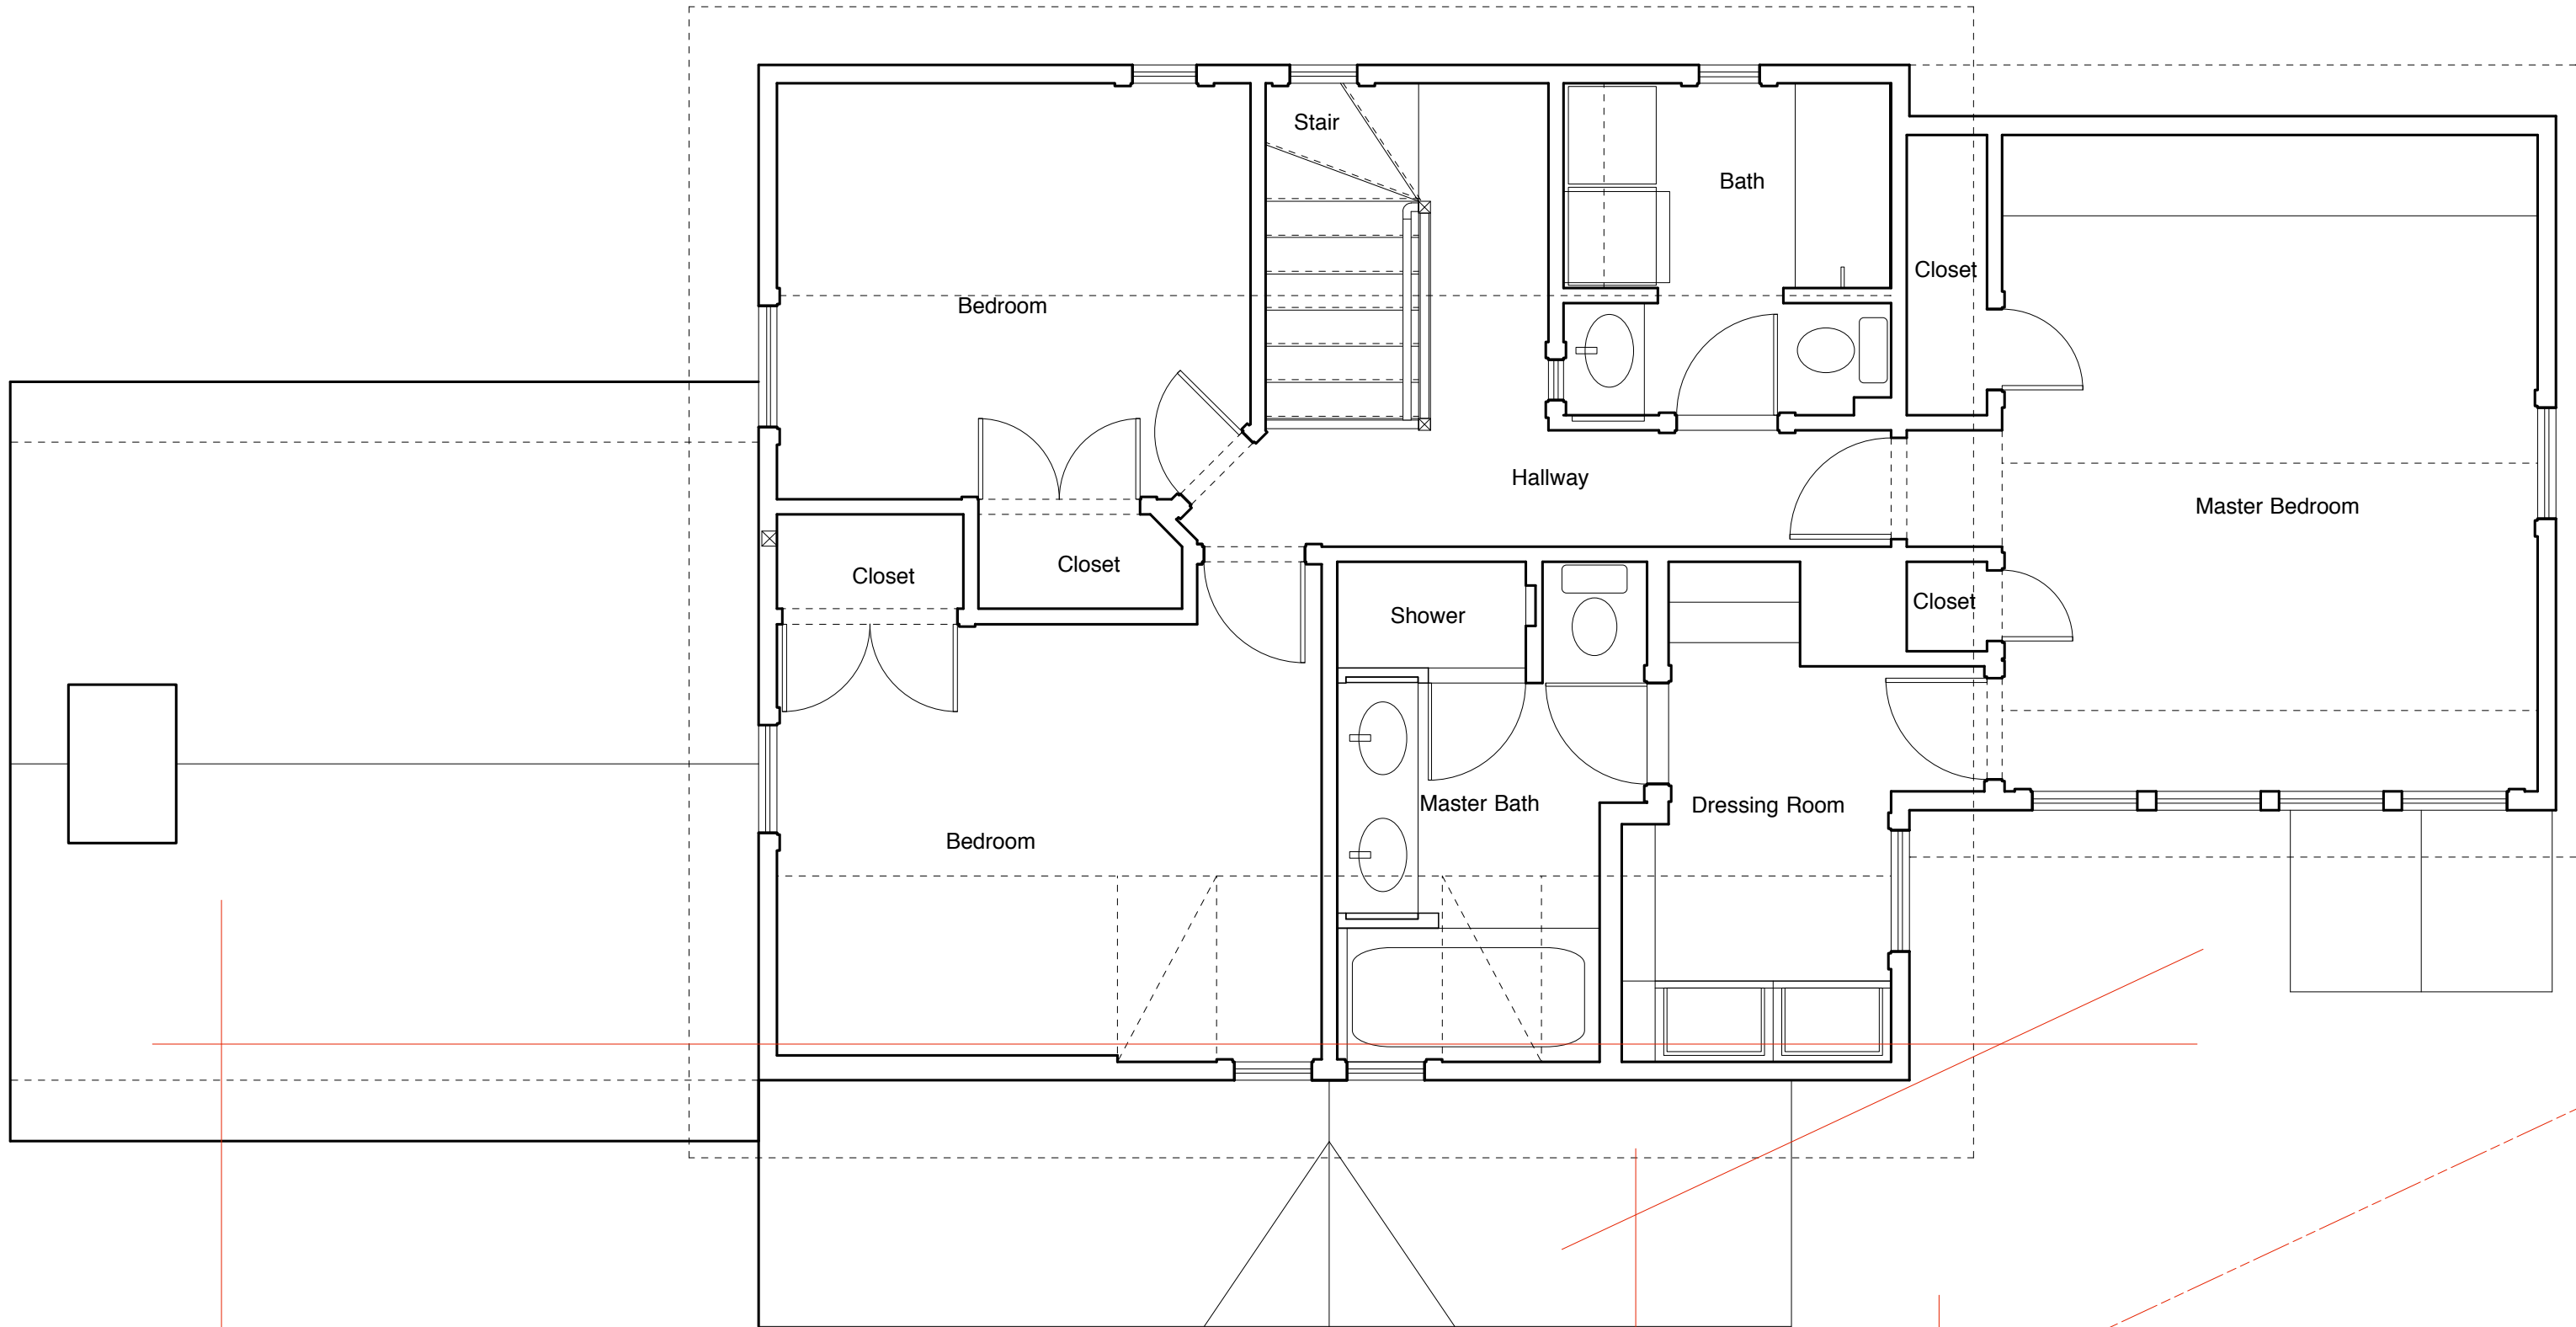 Stair
Bath
Closet
Bedroom
Hallway
Master Bedroom
Closet
Closet
Closet
Shower
Master Bath
Dressing Room
Bedroom